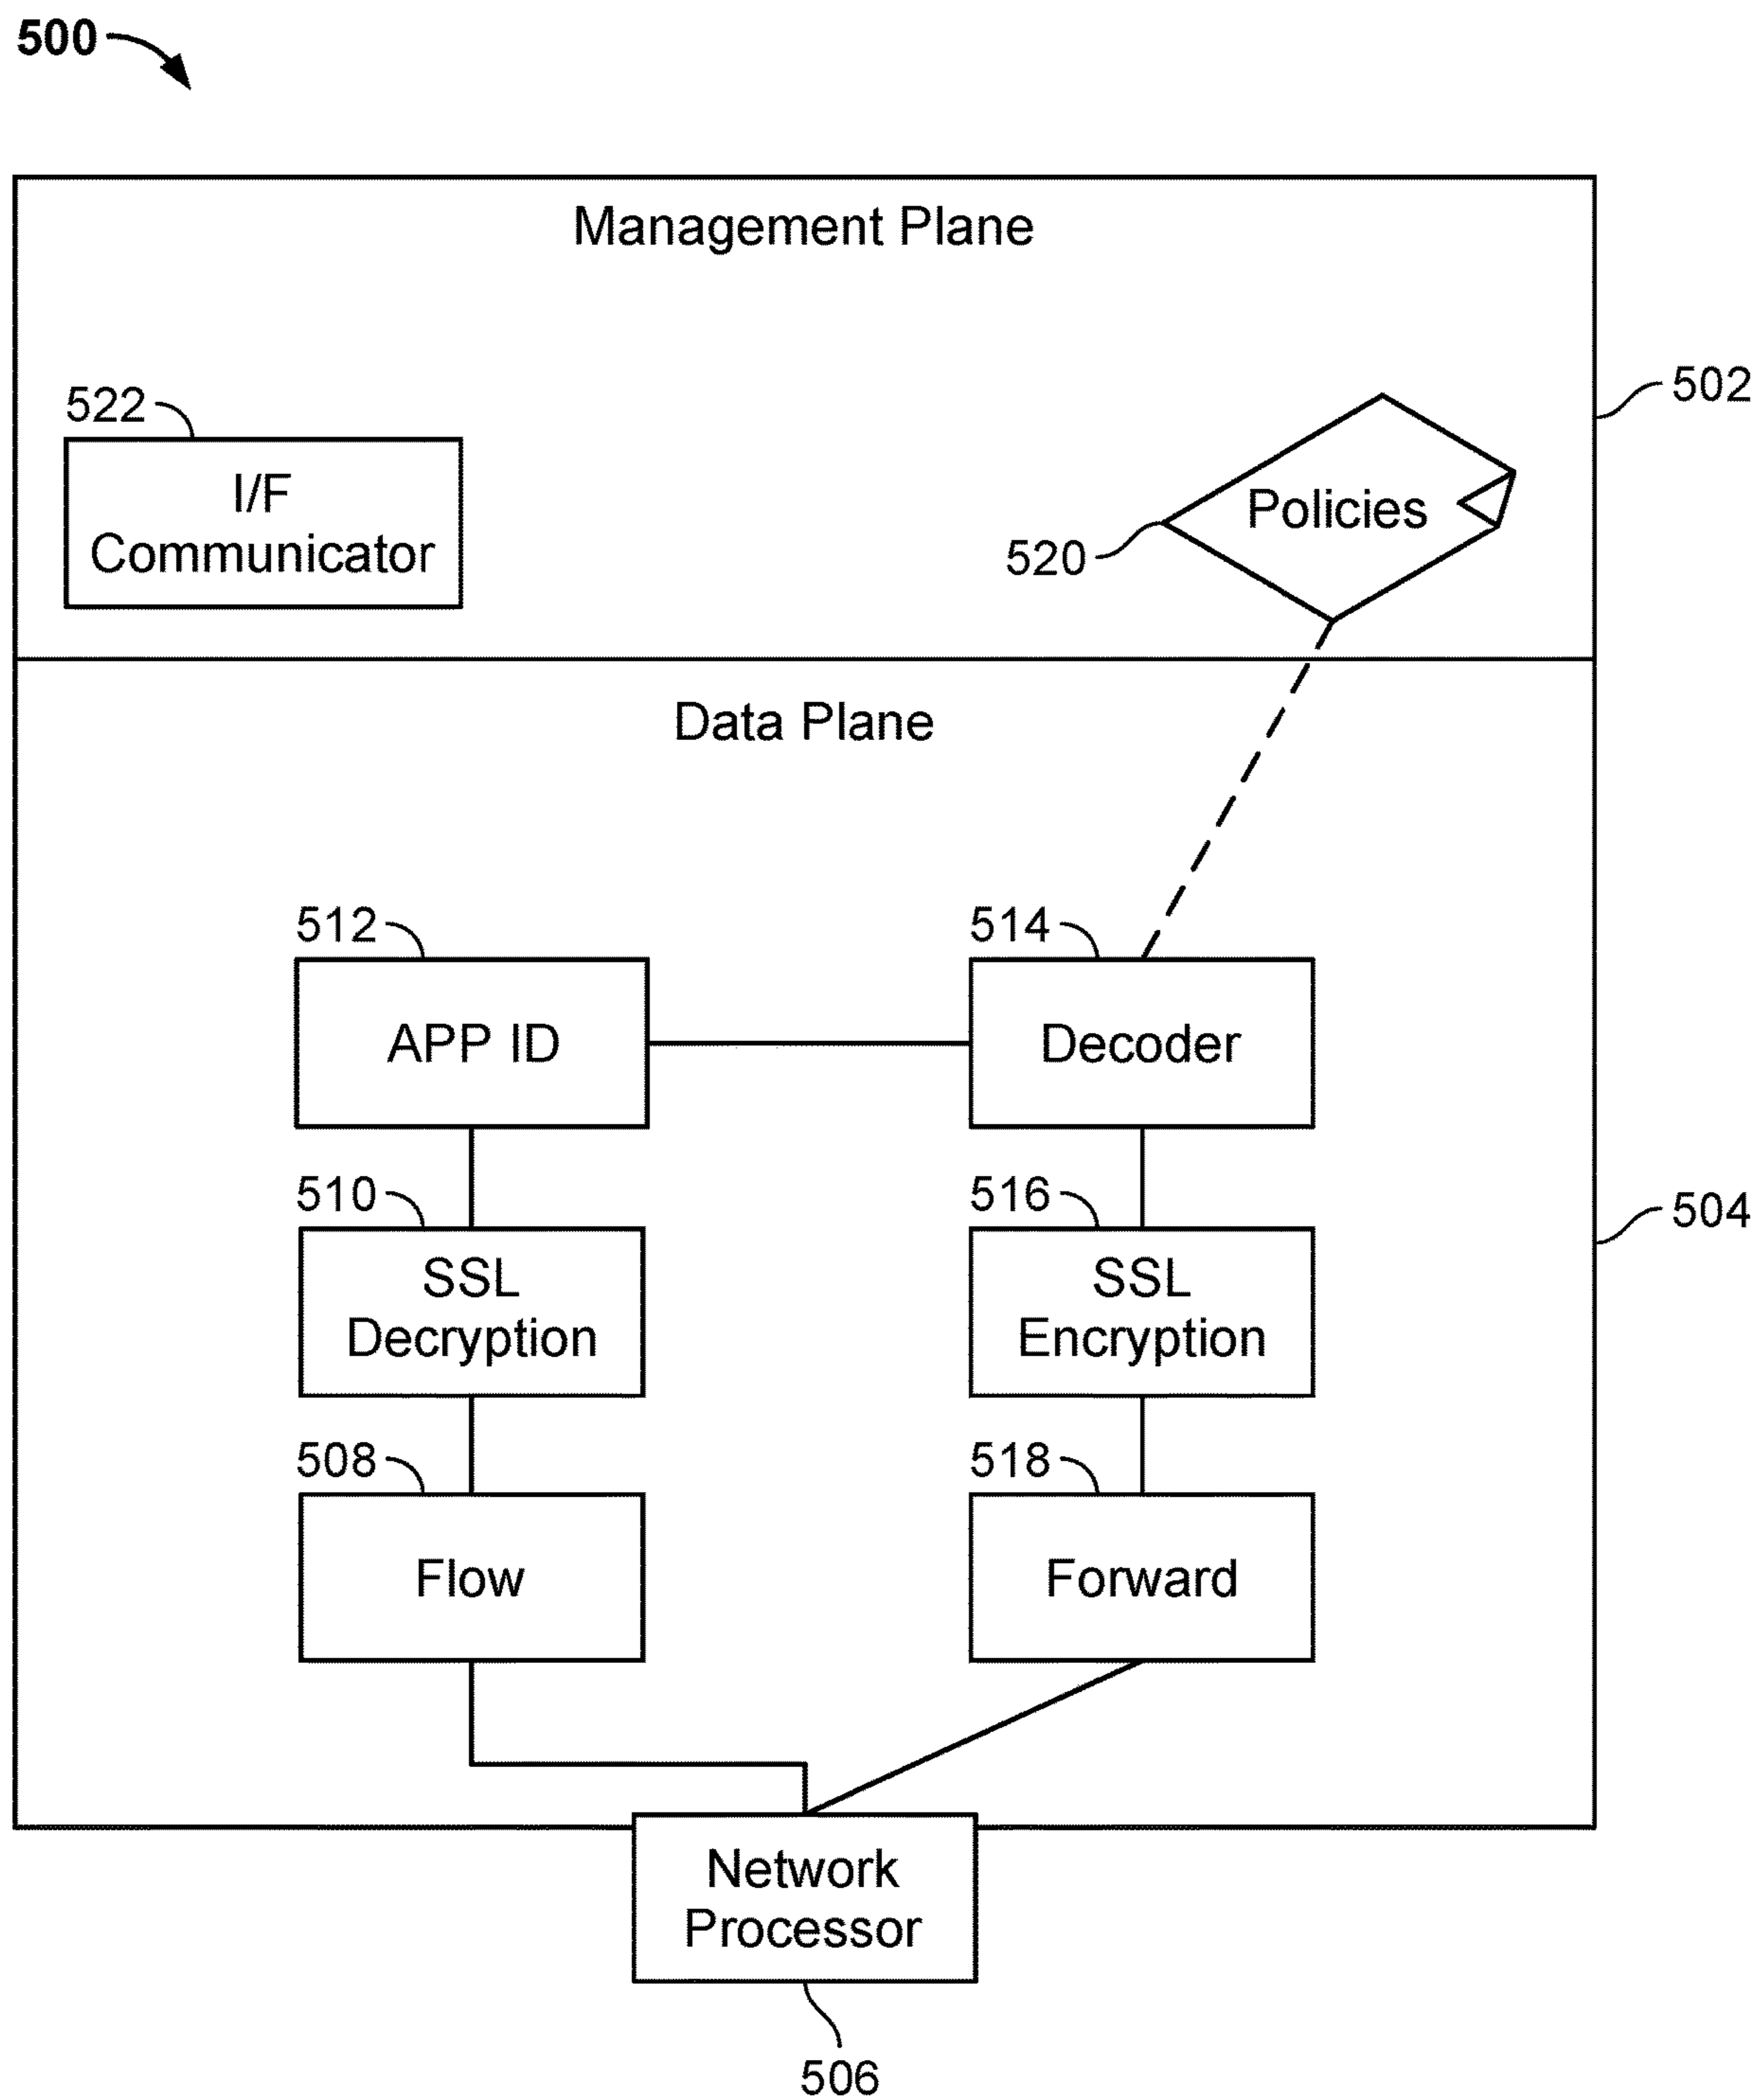 500
Management Plane
502
522
I/F
Communicator
Policies
520
Data Plane
512
514
APP ID
Decoder
510
516
504
SSL
Decryption
SSL
Encryption
508
518
Flow
Forward
Network
Processor
506